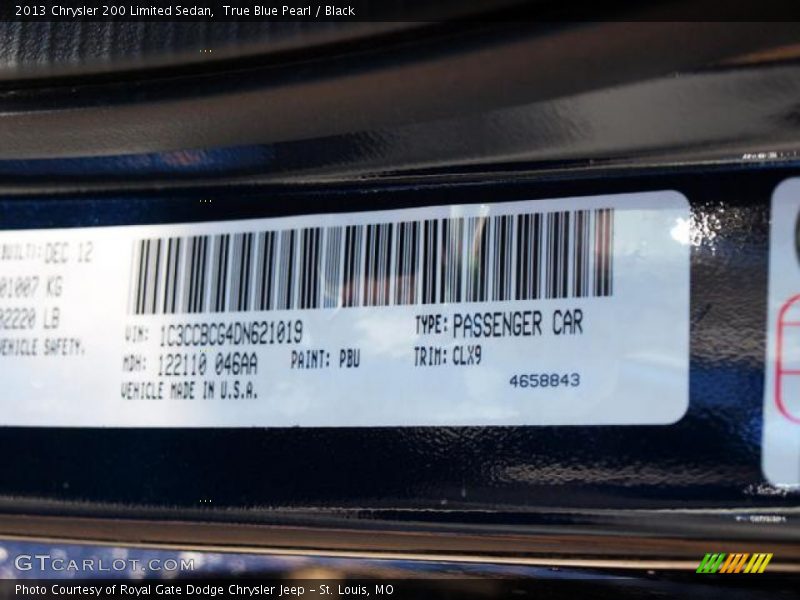 2013 Chrysler 200 Limited Sedan,  True Blue Pearl / Black
DEC 12
01007 KG
02220 LB
VEHICLE SAFETY.
VIN: 1C3CCBCG4DN621019
TYPE: PASSENGER CAR
MDH: 122110 046AA
PAINT: PBU
TRIM: CLX9
VEHICLE MADE IN U.S.A.
4658843
GTCARLOT.COM
Photo Courtesy of Royal Gate Dodge Chrysler Jeep – St. Louis, MO